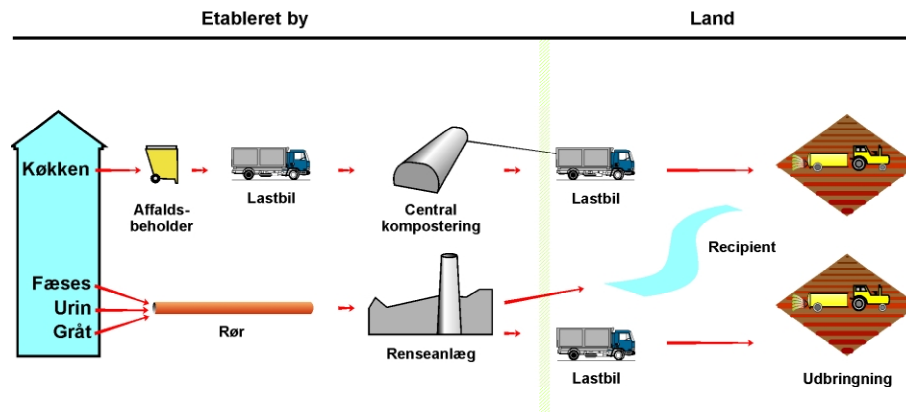 Etableret by
Land
Køkken
Affalds-
beholder
Lastbil
Central
kompostering
Lastbil
Recipient
Fæses
Urin
Gråt
Rør
Renseanlæg
Lastbil
Udbringning